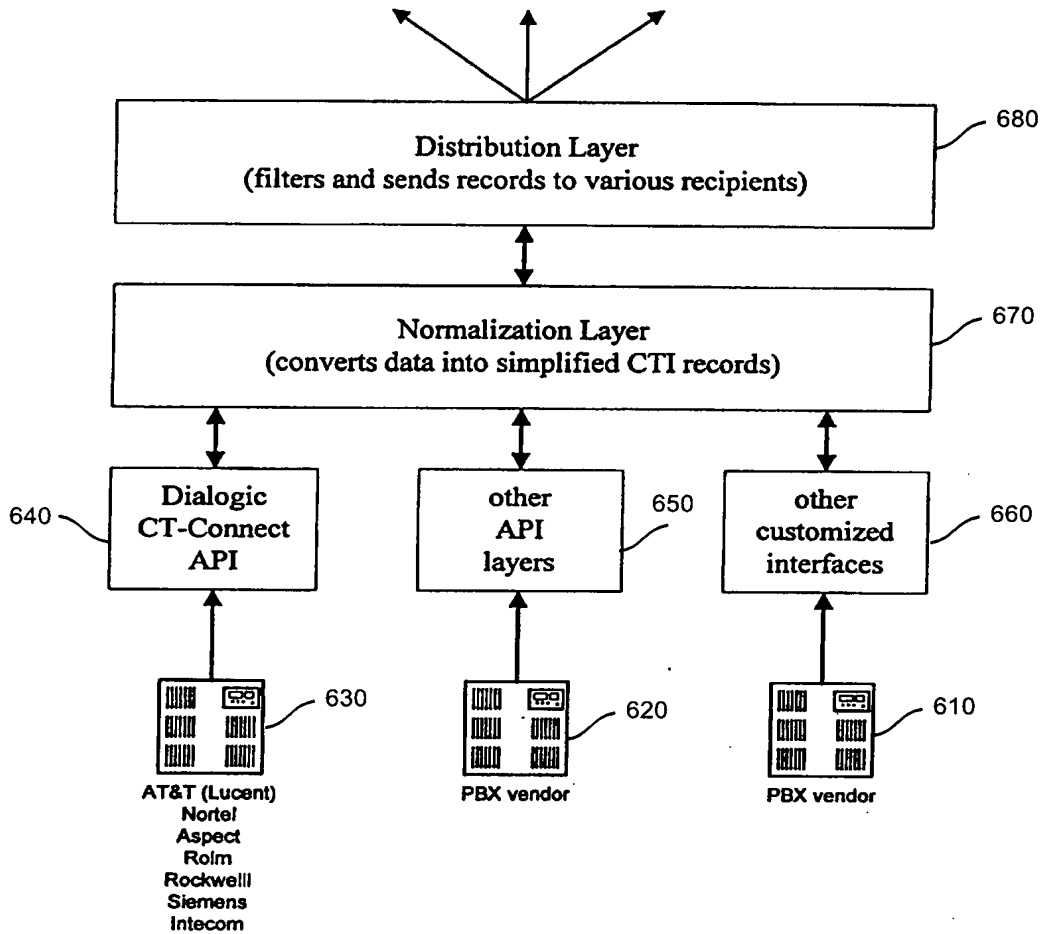 Distribution Layer
(filters and sends records to various recipients)
680
Normalization Layer
(converts data into simplified CTI records)
670
Dialogic
CT-Connect
API
640
other
API
layers
650
other
customized
interfaces
660
630
620
610
AT&T (Lucent)
Nortel
Aspect
Rolm
Rockwelll
Siemens
Intecom
PBX vendor
PBX vendor